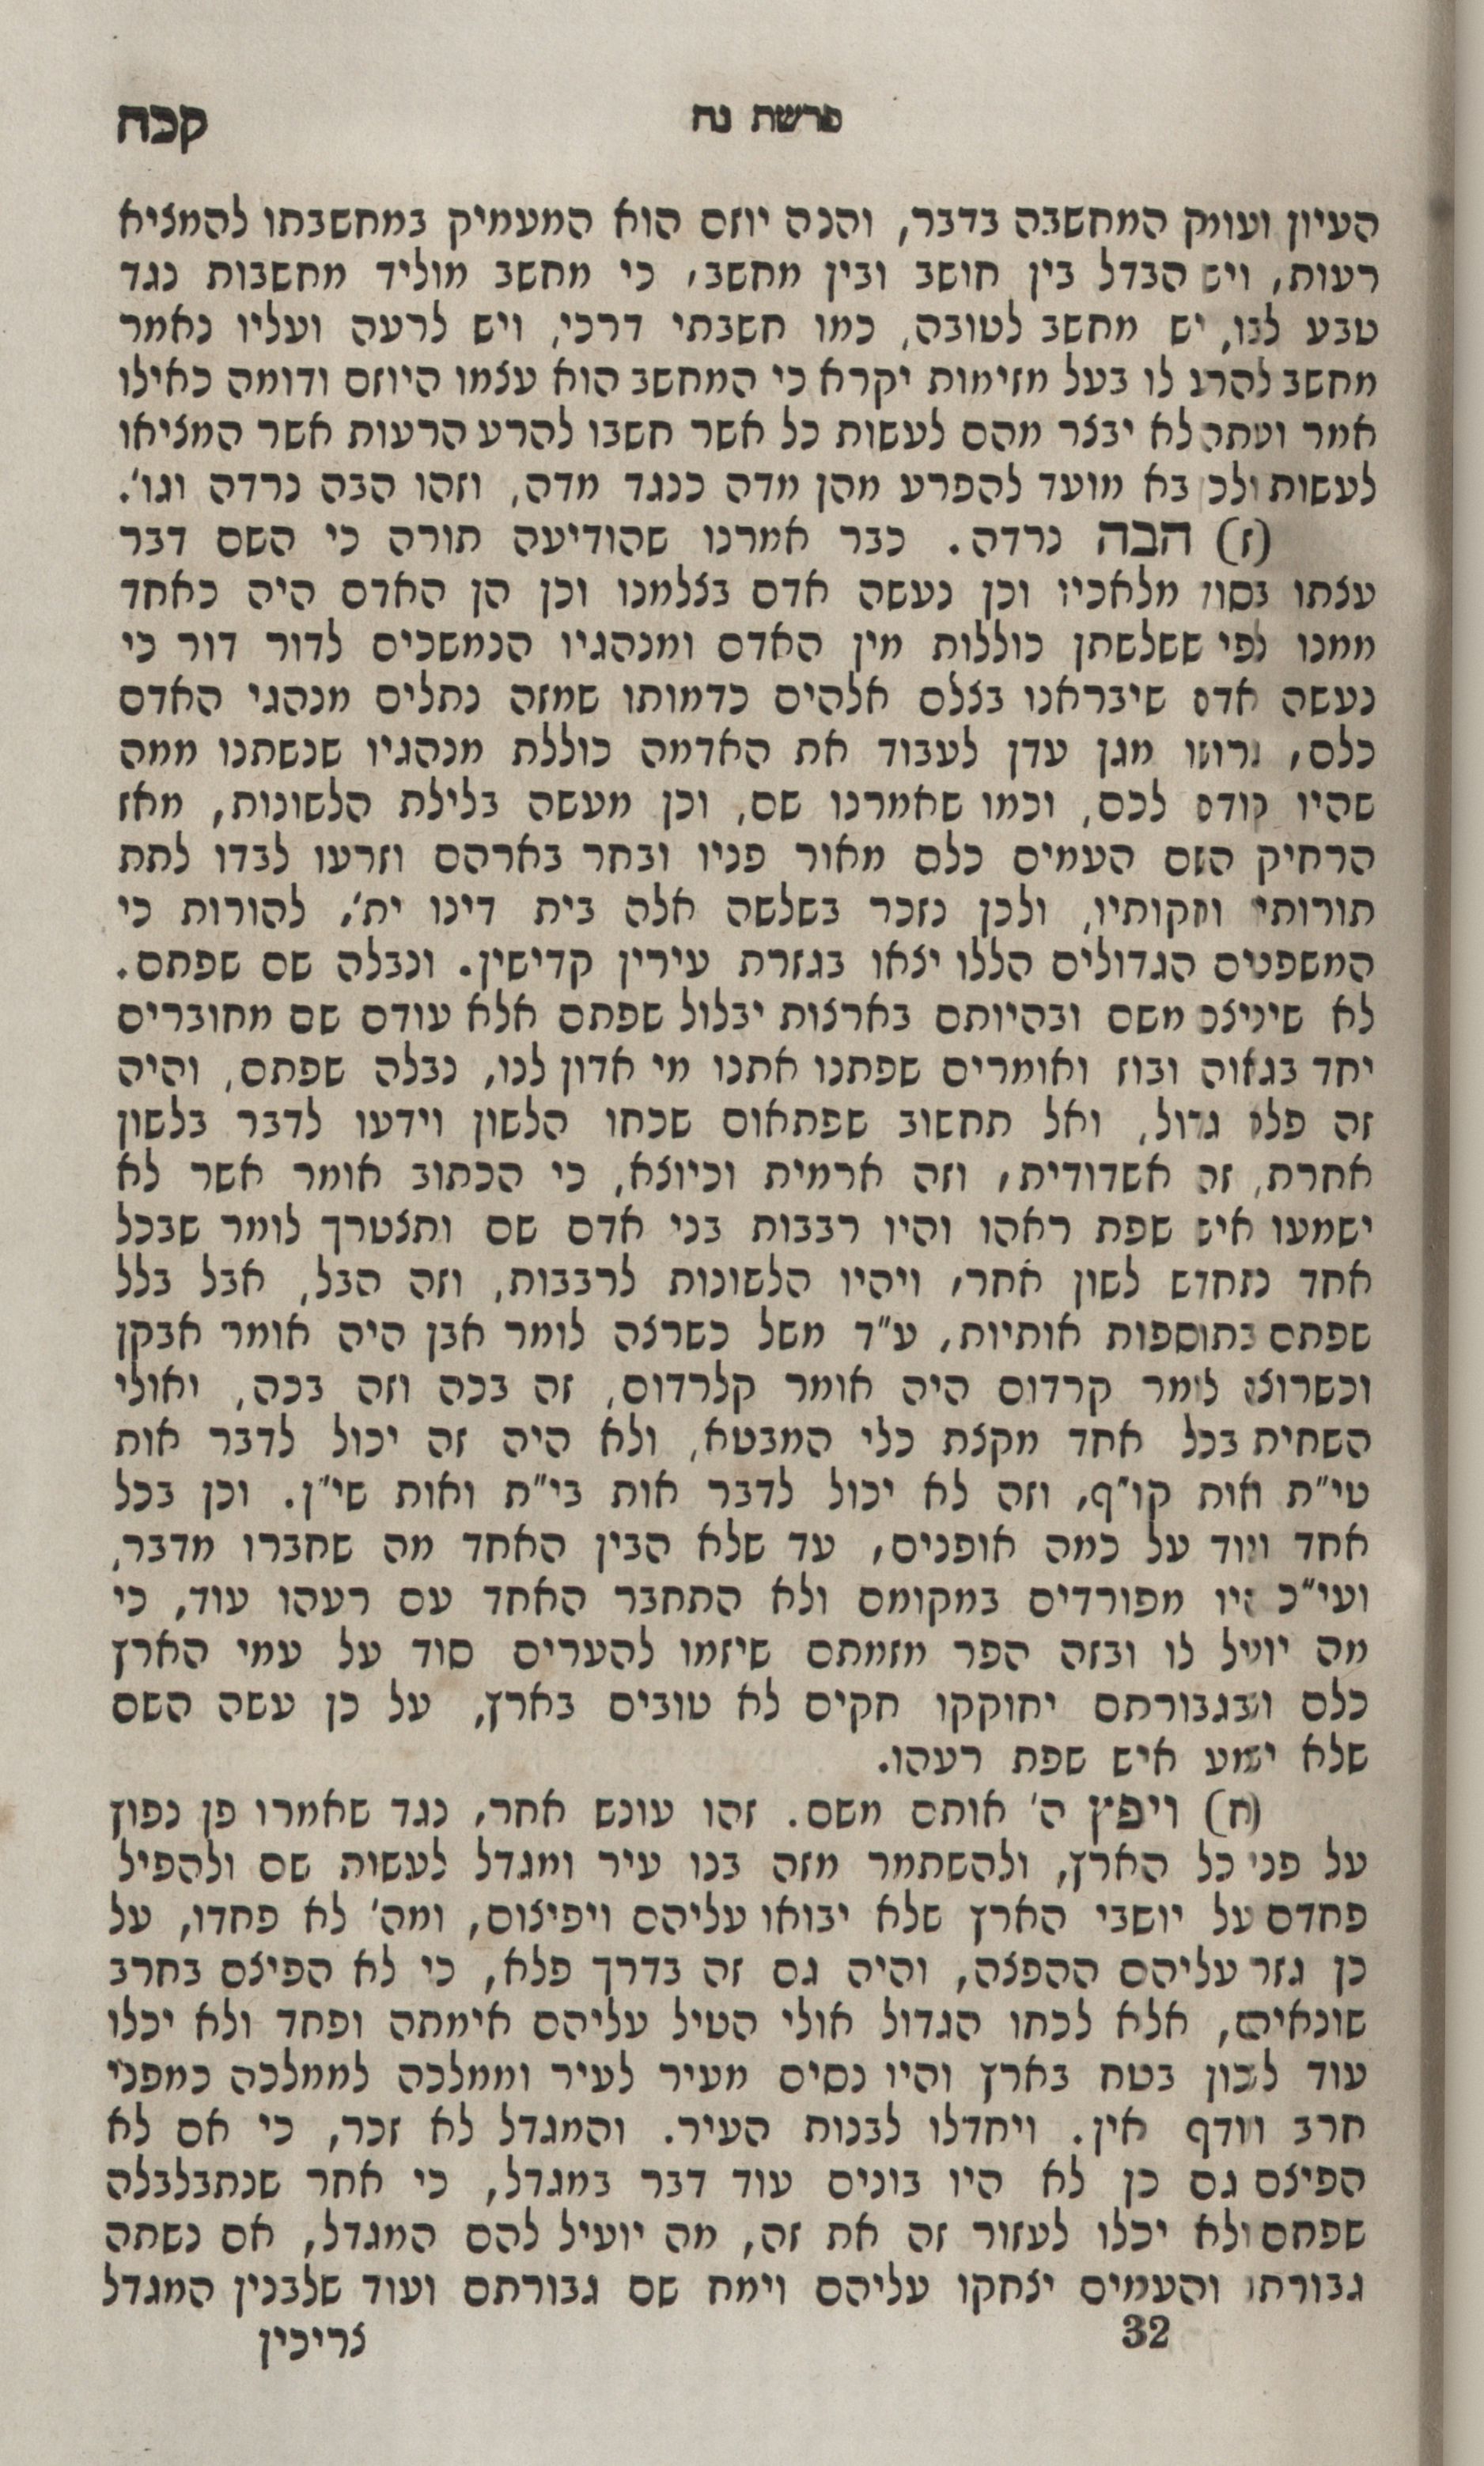 פרשת נח
קכח
העיון ועומק המחשבה בדבר, והנה יוזם הוא המעמיק במחשבתו להמציא
רעות, ויש הבדל בין חושב ובין מחשב, כי מחשב מוליד מחשבות נגד
טבע לבו, יש מחשב לטובה, כמו חשבתי דרכי, ויש לרעה ועליו נאמר
מחשב להרע לו בעל מזימות יקרא כי המחשב הוא עצמו היוזם ודומה כאילו
אמר ועתה לא יבצר מהם לעשות כל אשר חשבו להרע הרעות אשר המציאו
לעשות ולכן בא מועד להפרע מהן מדה כנגד מדה, וזהו הבה נרדה וגו'.
(ז) הבה נרדה. כבר אמרנו שהודיעה תורה כי השם דבר
עצתו בסוד מלאכיו וכן נעשה אדם בצלמנו וכן הן האדם היה כאחד
ממנו לפי ששלשתן כוללות מין האדם ומנהגיו הנמשכים לדור דור כי
נעשה אדם שיבראנו בצלם אלהים כדמותו שמזה נתלים מנהגי האדם
כלם, גרושו מגן עדן לעבוד את האדמה כוללת מנהגיו שנשתנו ממה
שהיו קודם לכם, וכמו שאמרנו שם, וכן מעשה בלילת הלשונות, מאז
הרחיק השם העמים כלם מאור פניו ובחר בארהם וזרעו לבדו לתת
תורותיו וחקותיו, ולכן נזכר בשלשה אלה בית דינו ית', להורות כי
המשפטים הגדולים הללו יצאו בגזרת עירין קדישין. ונבלה שם שפתם.
לא שיניצם משם ובהיותם בארצות יבלול שפתם אלא עודם שם מחוברים
יחד בגאוה ובוז ואומרים שפתנו אתנו מי אדון לנו, נבלה שפתם, והיה
זה פלא גדול, ואל תחשוב שפתאום שכחו הלשון וידעו לדבר בלשון
אחרת, זה אשדודית, וזה ארמית וכיוצא, כי הכתוב אומר אשר לא
ישמעו איש שפת ראהו והיו רבבות בני אדם שם ותצטרך לומר שבכל
אחד נתחדש לשון אחר, ויהיו הלשונות לרבבות, וזה הבל, אבל בלל
שפתם בתוספות אותיות, ע"ד משל כשרצה לומר אבן היה אומר אבקן
וכשרוצה לומר קרדום היה אומר קלרדום, זה בכה וזה בכה, ואולי
השחית בכל אחד מקצת כלי המבטא, ולא היה זה יכול לדבר אות
טי"ת ואות קו"ף, וזה לא יכול לדבר אות בי"ת ואות שי"ן. וכן בכל
אחד ועוד על כמה אופנים, עד שלא הבין האחד מה שחברו מדבר,
ועי"כ היו מפורדים במקומם ולא התחבר האחד עם רעהו עוד, כי
מה יועיל לו ובזה הפר מזמתם שיזמו להערים סוד על עמי הארץ
כלם ושבגבורתם יחוקקו חקים לא טובים בארץ, על כן עשה השם
שלא ישמע איש שפת רעהו.
(ח) ויפץ ה' אותם משם. זהו עונש אחר, נגד שאמרו פן נפוץ
על פני כל הארץ, ולהשתמר מזה בנו עיר ומגדל לעשות שם ולהפיל
פחדם על יושבי הארץ שלא יבואו עליהם ויפיצום, ומה' לא פחדו, על
כן גזר עליהם ההפצה, והיה גם זה בדרך פלא, כי לא הפיצם בחרב
שונאיהם, אלא לכחו הגדול אולי הטיל עליהם אימתה ופחד ולא יכלו
עוד לשכון בטח בארץ והיו נסים מעיר לעיר וממלכה לממלכה כמפני
חרב ורודף אין. ויחדלו לבנות העיר. והמגדל לא זכר, כי אם לא
הפיצם גם כן לא היו בונים עוד דבר במגדל, כי אחר שנתבלבלה
שפתם ולא יכלו לעזור זה את זה, מה יועיל להם המגדל, אם נשתה
גבורתו והעמים יצחקו עליהם וימח שם גבורתם ועוד שלבנין המגדל
32
צריכין